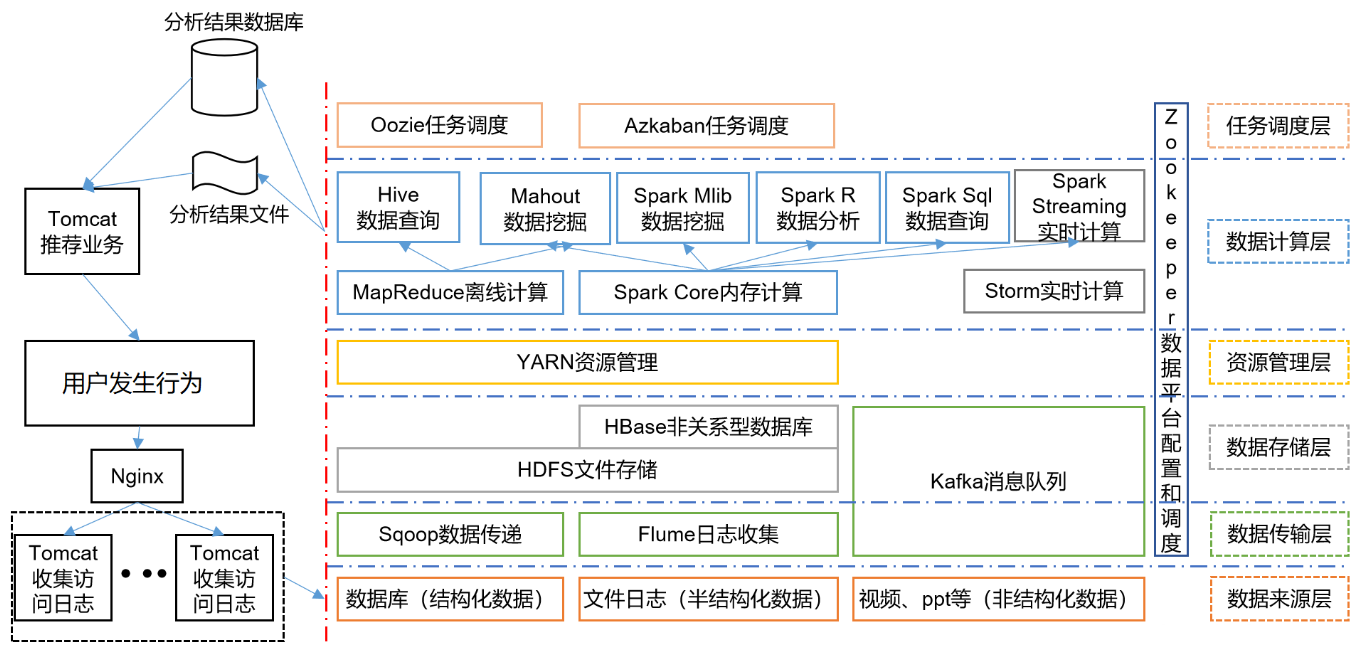 分析结果数据库
分析结果文件
Tomcat
推荐业务
用户发生行为
Nginx
Tomcat
收集访
问日志
Tomcat
收集访
问日志
Oozie任务调度
Azkaban任务调度
Hive
数据查询
Mahout
数据挖掘
Spark Mlib
数据挖掘
Spark R
数据分析
Spark Sql
数据查询
Spark
Streaming
实时计算
MapReduce离线计算
Spark Core内存计算
Storm实时计算
YARN资源管理
HBase非关系型数据库
HDFS文件存储
Kafka消息队列
Sqoop数据传递
Flume日志收集
数据库（结构化数据）
文件日志（半结构化数据）
视频、ppt等（非结构化数据）
Zookeeper数据平台配置和调度
任务调度层
数据计算层
资源管理层
数据存储层
数据传输层
数据来源层